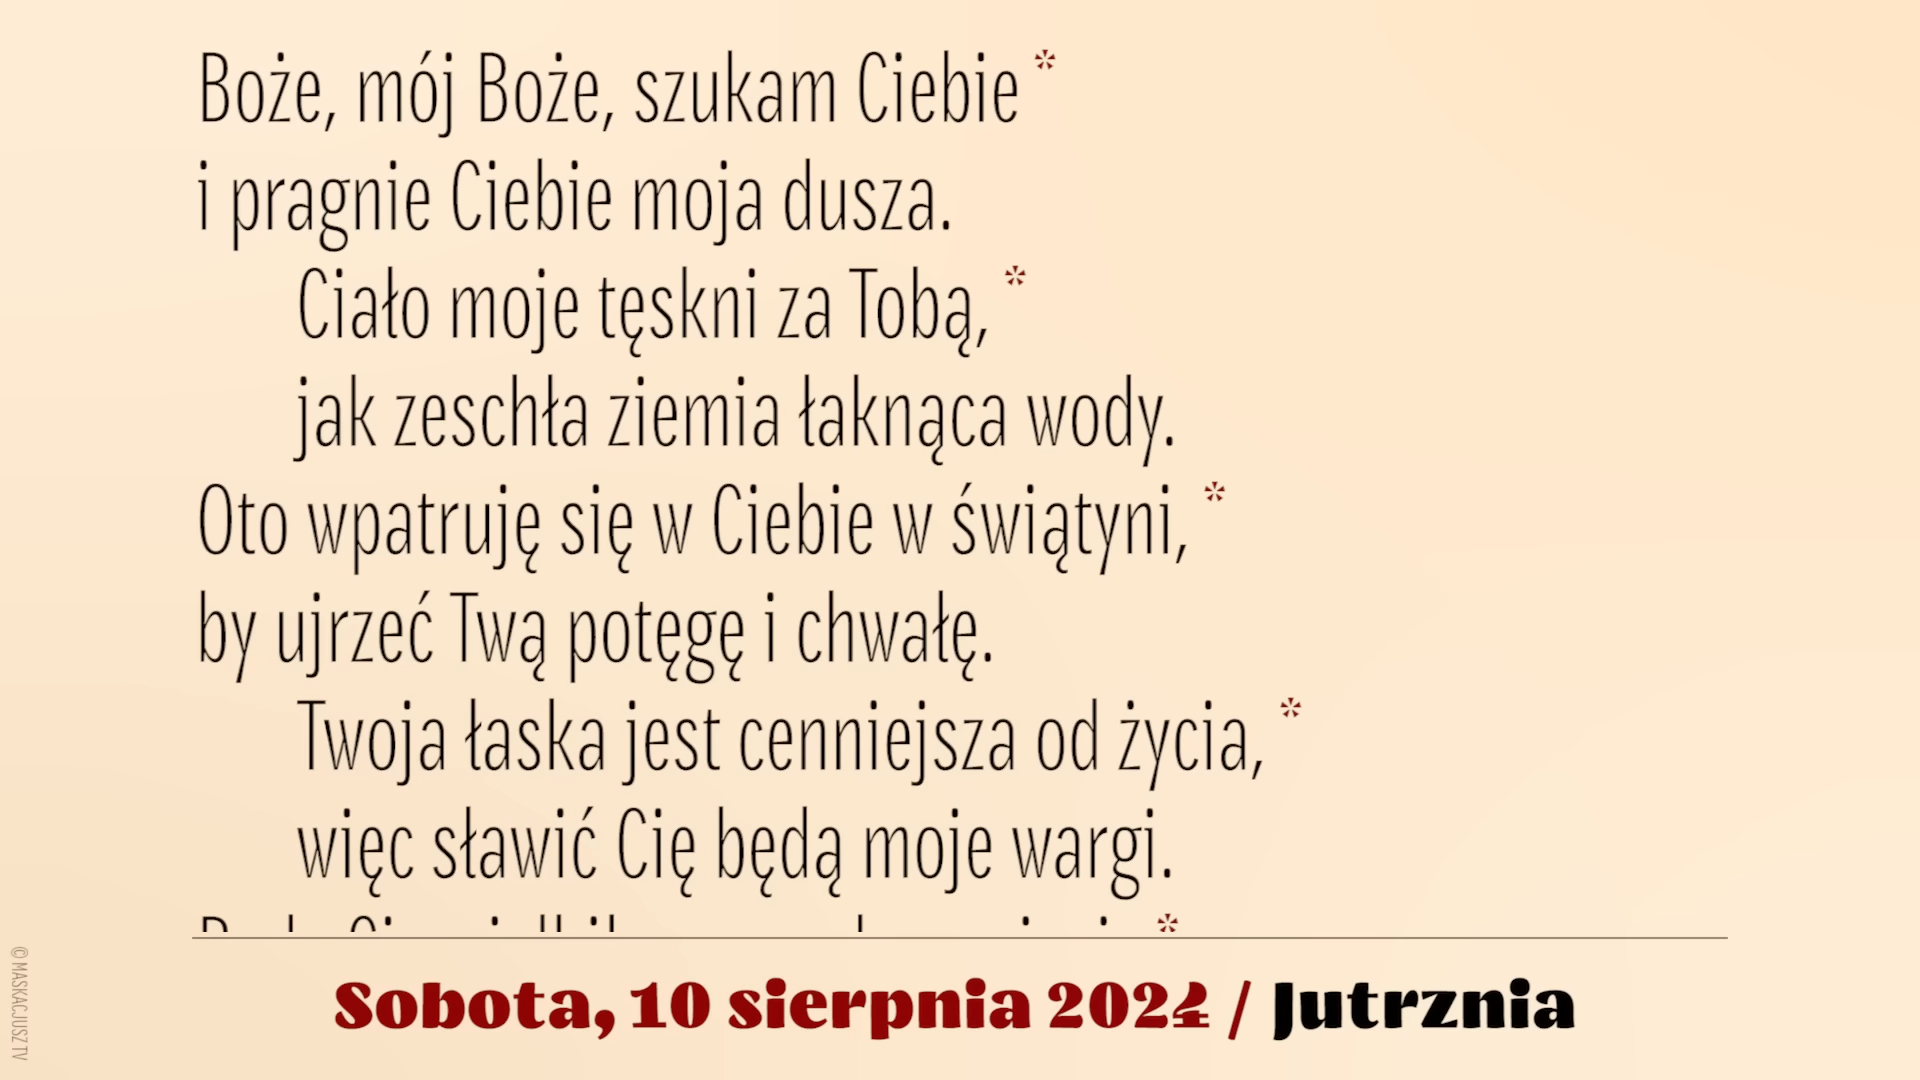 Boże, mój Boże, szukam Ciebie *
i pragnie Ciebie moja dusza.
Ciało moje tęskni za Tobą, *
jak zeschła ziemia łaknąca wody.
Oto wpatruję się w Ciebie w świątyni, *
by ujrzeć Twą potęgę i chwałę.
Twoja łaska jest cenniejsza od życia, *
więc sławić Cię będą moje wargi.
*
Sobota, 10 sierpnia 2024 / Jutrznia
© MASKACJUSZ TV